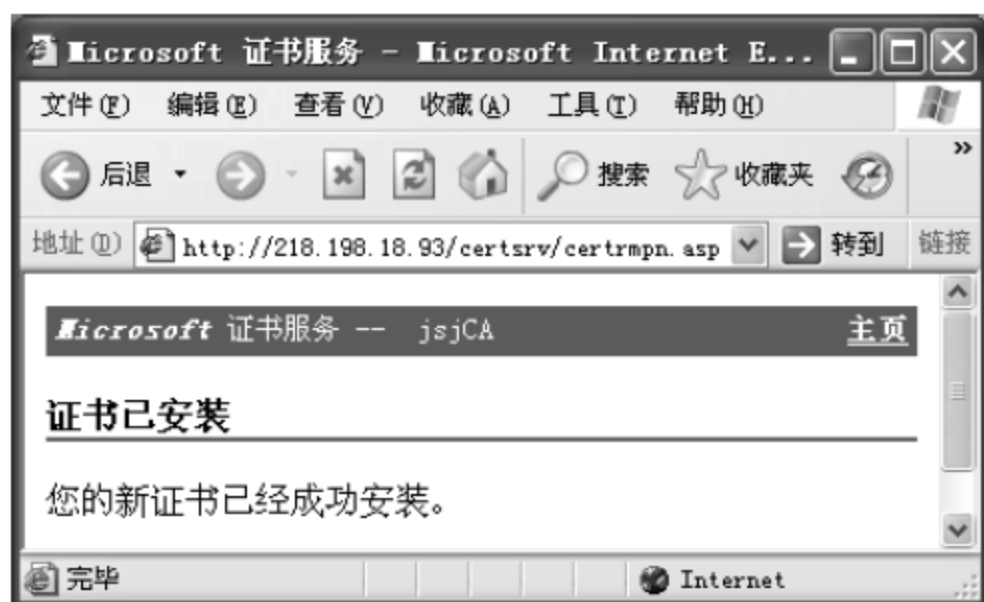 Microsoft 证书服务 - Microsoft Internet E...
文件(F) 编辑(E) 查看(V) 收藏(A) 工具(T) 帮助(H)
后退 搜索 收藏夹 »
地址(D) http://218.198.18.93/certsrv/certrmpn.asp 转到 链接
Microsoft 证书服务 -- jsjCA 主页
证书已安装
您的新证书已经成功安装。
完毕 Internet